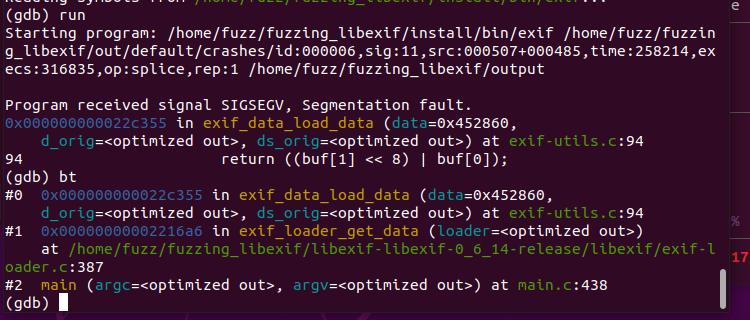 (gdb) run
Starting program: /home/fuzz/fuzzing_libexif/install/bin/exif /home/fuzz/fuzzin
g_libexif/out/default/crashes/id:000006,sig:11,src:000507+000485,time:258214,ex
ecs:316835,op:splice,rep:1 /home/fuzz/fuzzing_libexif/output
Program received signal SIGSEGV, Segmentation fault.
0x000000000022c355 in exif_data_load_data (data=0x452860,
d_orig=<optimized out>, ds_orig=<optimized out>) at exif-utils.c:94
94 return ((buf[1] << 8) | buf[0]);
(gdb) bt
#0 0x000000000022c355 in exif_data_load_data (data=0x452860,
d_orig=<optimized out>, ds_orig=<optimized out>) at exif-utils.c:94
#1 0x00000000002216a6 in exif_loader_get_data (loader=<optimized out>)
at /home/fuzz/fuzzing_libexif/libexif-libexif-0_6_14-release/libexif/exif-l
oader.c:387
#2 main (argc=<optimized out>, argv=<optimized out>) at main.c:438
(gdb)
e
%
17